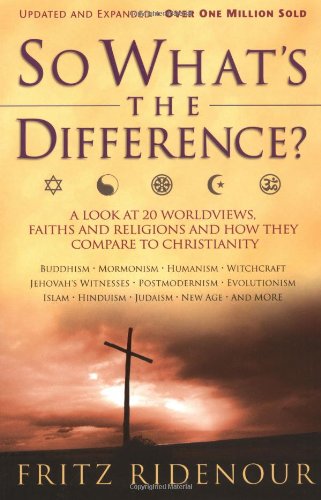 UPDATED AND EXPANDED • OVER ONE MILLION SOLD
SO WHAT'S
THE
DIFFERENCE?
A LOOK AT 20 WORLDVIEWS,
FAITHS AND RELIGIONS AND HOW THEY
COMPARE TO CHRISTIANITY
BUDDHISM • MORMONISM • HUMANISM • WITCHCRAFT
JEHOVAH'S WITNESSES • POSTMODERNISM • EVOLUTIONISM
ISLAM • HINDUISM • JUDAISM • NEW AGE • AND MORE
FRITZ RIDENOUR